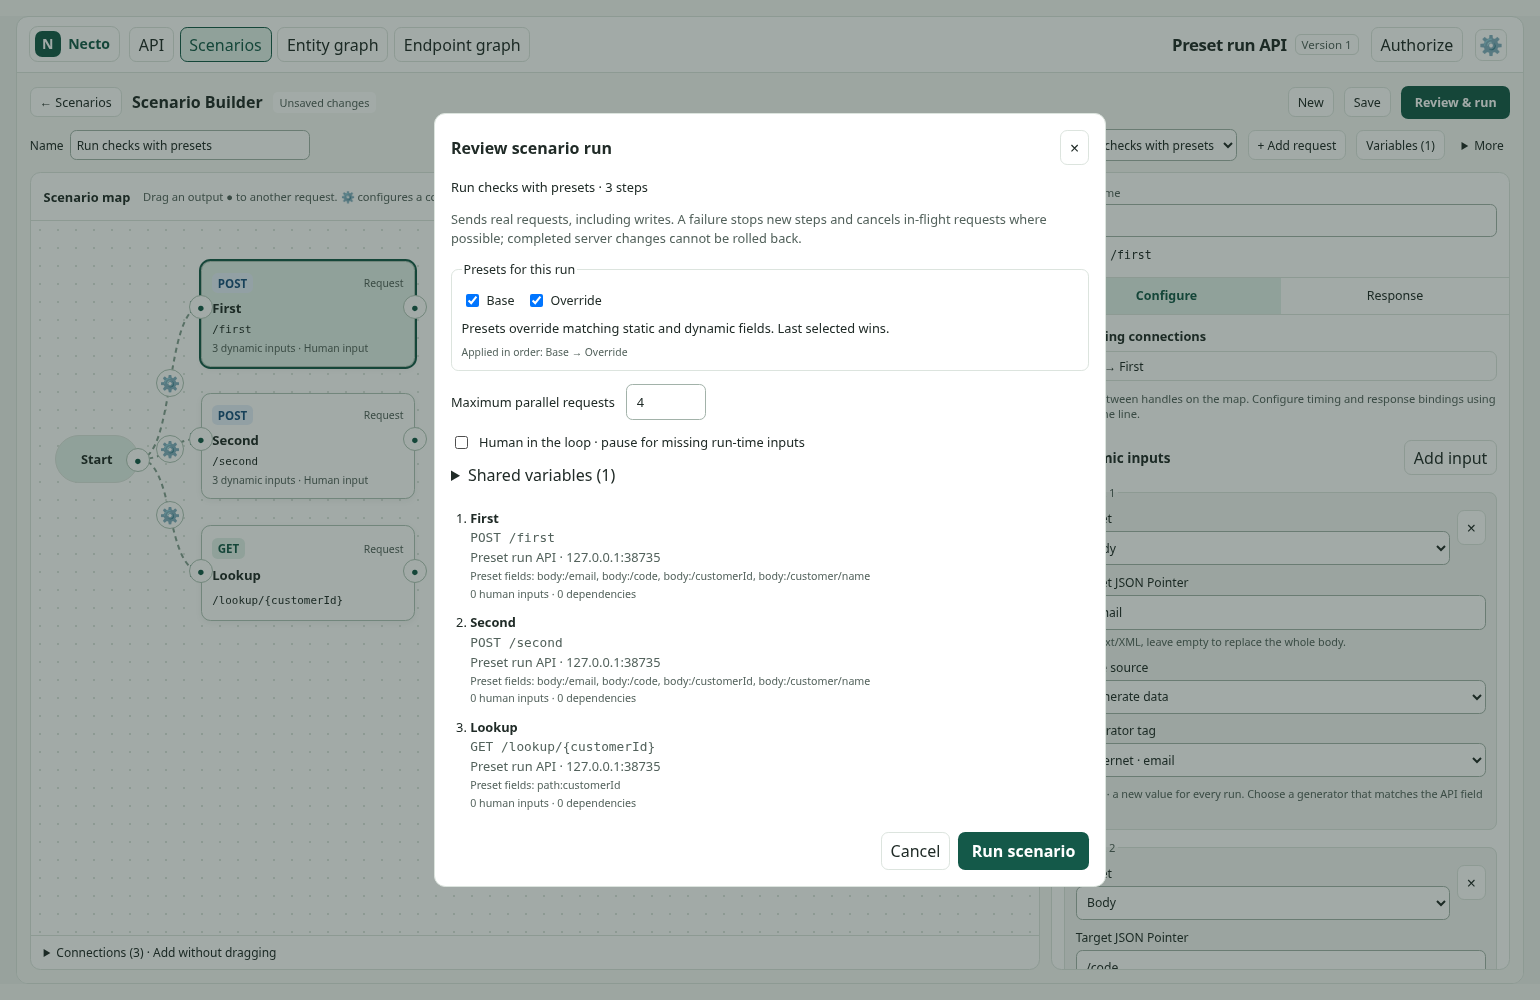 N Necto API Scenarios Entity graph Endpoint graph Preset run API Version 1 Authorize
← Scenarios Scenario Builder Unsaved changes New Save Review & run
Name Run checks with presets checks with presets + Add request Variables (1) ▶ More
Scenario map Drag an output ● to another request. ⚙️ configures a co
POST Request
First
/first
3 dynamic inputs · Human input
POST Request
Second
/second
3 dynamic inputs · Human input
Start
GET Request
Lookup
/lookup/{customerId}
▶ Connections (3) · Add without dragging
Review scenario run ×
Run checks with presets · 3 steps
Sends real requests, including writes. A failure stops new steps and cancels in-flight requests where
possible; completed server changes cannot be rolled back.
Presets for this run
Base Override
Presets override matching static and dynamic fields. Last selected wins.
Applied in order: Base → Override
Maximum parallel requests 4
Human in the loop · pause for missing run-time inputs
▶ Shared variables (1)
1. First
POST /first
Preset run API · 127.0.0.1:38735
Preset fields: body:/email, body:/code, body:/customerId, body:/customer/name
0 human inputs · 0 dependencies
2. Second
POST /second
Preset run API · 127.0.0.1:38735
Preset fields: body:/email, body:/code, body:/customerId, body:/customer/name
0 human inputs · 0 dependencies
3. Lookup
GET /lookup/{customerId}
Preset run API · 127.0.0.1:38735
Preset fields: path:customerId
0 human inputs · 0 dependencies
Cancel Run scenario
me
/first
Configure Response
ing connections
→ First
tween handles on the map. Configure timing and response bindings using
ne line.
mic inputs Add input
1
et ×
dy
et JSON Pointer
nail
xt/XML, leave empty to replace the whole body.
source
nerate data
rator tag
ernet · email
· a new value for every run. Choose a generator that matches the API field
2
et ×
Body
Target JSON Pointer
/code